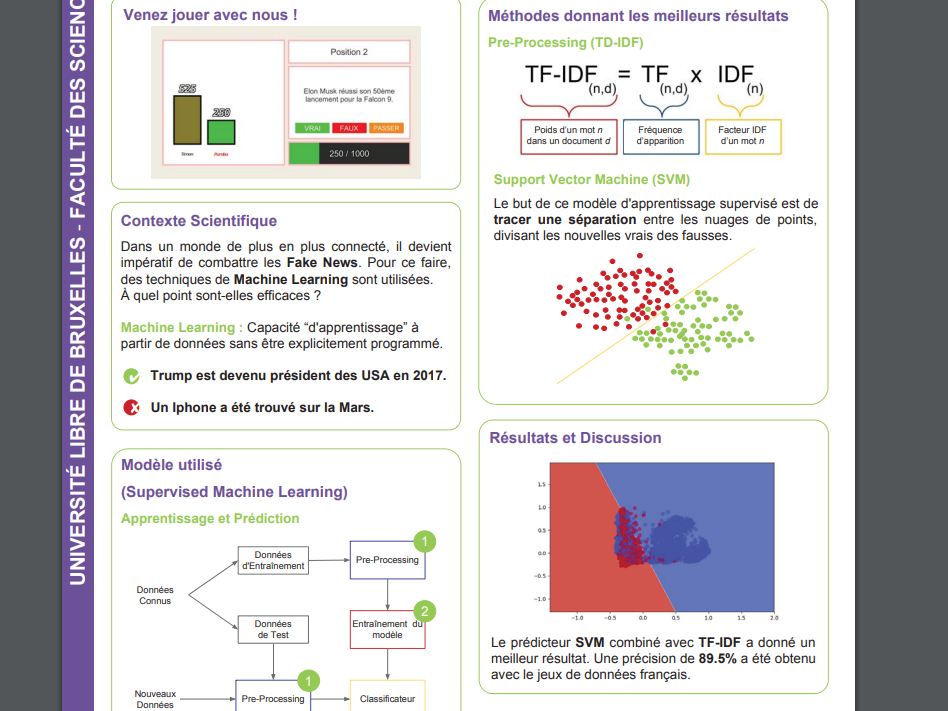 UNIVERSITÉ LIBRE DE BRUXELLES - FACULTÉ DES SCIENC
Venez jouer avec nous !
525
250
Simon
Position 2
Elon Musk réussi son 50ème
lancement pour la Falcon 9.
VRAI FAUX PASSER
250 / 1000
Contexte Scientifique
Dans un monde de plus en plus connecté, il devient
impératif de combattre les Fake News. Pour ce faire,
des techniques de Machine Learning sont utilisées.
À quel point sont-elles efficaces ?
Machine Learning : Capacité “d'apprentissage” à
partir de données sans être explicitement programmé.
Trump est devenu président des USA en 2017.
Un Iphone a été trouvé sur la Mars.
Modèle utilisé
(Supervised Machine Learning)
Apprentissage et Prédiction
Données
Connus
Données
d'Entraînement
1
Pre-Processing
2
Entraînement du
modèle
Données
de Test
Nouveaux
Données
1
Pre-Processing
Classificateur
Méthodes donnant les meilleurs résultats
Pre-Processing (TD-IDF)
TF-IDF(n,d) = TF(n,d) x IDF(n)
Poids d'un mot n
dans un document d
Fréquence
d'apparition
Facteur IDF
d'un mot n
Support Vector Machine (SVM)
Le but de ce modèle d'apprentissage supervisé est de
tracer une séparation entre les nuages de points,
divisant les nouvelles vrais des fausses.
Résultats et Discussion
1.5
1.0
0.5
0.0
−0.5
−1.0
−1.0 −0.5 0.0 0.5 1.0 1.5 2.0
Le prédicteur SVM combiné avec TF-IDF a donné un
meilleur résultat. Une précision de 89.5% a été obtenu
avec le jeux de données français.